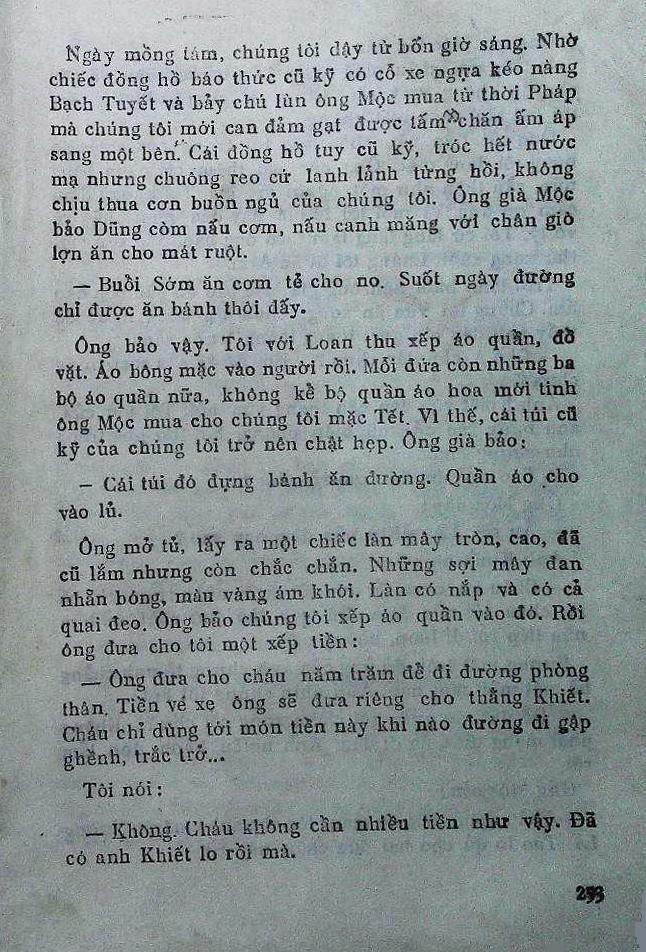 Ngày mồng tám, chúng tôi dậy từ bốn giờ sáng. Nhờ
chiếc đồng hồ báo thức cũ kỹ có cỗ xe ngựa kéo nàng
Bạch Tuyết và bảy chú lùn ông Mộc mua từ thời Pháp
mà chúng tôi mới can đảm gạt được tấm chăn ấm áp
sang một bên. Cái đồng hồ tuy cũ kỹ, tróc hết nước
mạ nhưng chuông reo cứ lanh lảnh từng hồi, không
chịu thua cơn buồn ngủ của chúng tôi. Ông già Mộc
bảo Dũng còm nấu cơm, nấu canh măng với chân giò
lợn ăn cho mát ruột.
— Buổi Sớm ăn cơm tẻ cho no. Suốt ngày đường
chỉ được ăn bánh thôi đấy.
Ông bảo vậy. Tôi với Loan thu xếp áo quần, đồ
vật. Áo bông mặc vào người rồi. Mỗi đứa còn những ba
bộ áo quần nữa, không kể bộ quần áo hoa mới tinh
ông Mộc mua cho chúng tôi mặc Tết. Vì thế, cái túi cũ
kỹ của chúng tôi trở nên chật hẹp. Ông già bảo:
— Cái túi đó đựng bánh ăn đường. Quần áo cho
vào lủ.
Ông mở tủ, lấy ra một chiếc làn mây tròn, cao, đã
cũ lắm nhưng còn chắc chắn. Những sợi mây đan
nhẵn bóng, màu vàng ám khói. Làn có nắp và có cả
quai đeo. Ông bảo chúng tôi xếp áo quần vào đó. Rồi
ông đưa cho tôi một xếp tiền:
— Ông đưa cho cháu năm trăm đề đi đường phòng
thân. Tiền vé xe ông sẽ đưa riêng cho thằng Khiết.
Cháu chỉ dùng tới món tiền này khi nào đường đi gập
ghềnh, trắc trở...
Tôi nói:
— Không. Cháu không cần nhiều tiền như vậy. Đã
có anh Khiết lo rồi mà.